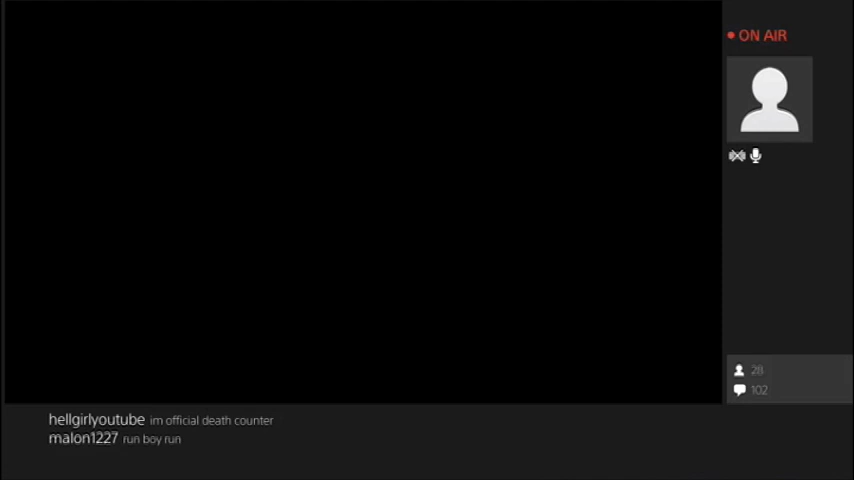 ON AIR
28
102
hellgirlyoutube im official death counter
malon1227 run boy run